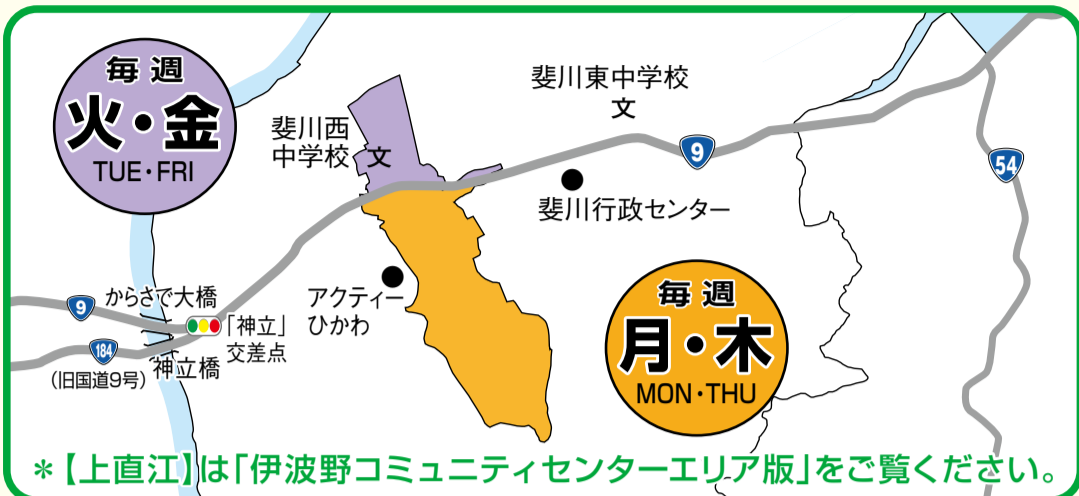 毎週
火・金
TUE・FRI
斐川西
中学校
文
斐川東中学校
文
9
54
斐川行政センター
アクティー
ひかわ
9
からさで大橋
「神立」
交差点
184
(旧国道9号)
神立橋
毎週
月・木
MON・THU
＊【上直江】は「伊波野コミュニティセンターエリア版」をご覧ください。